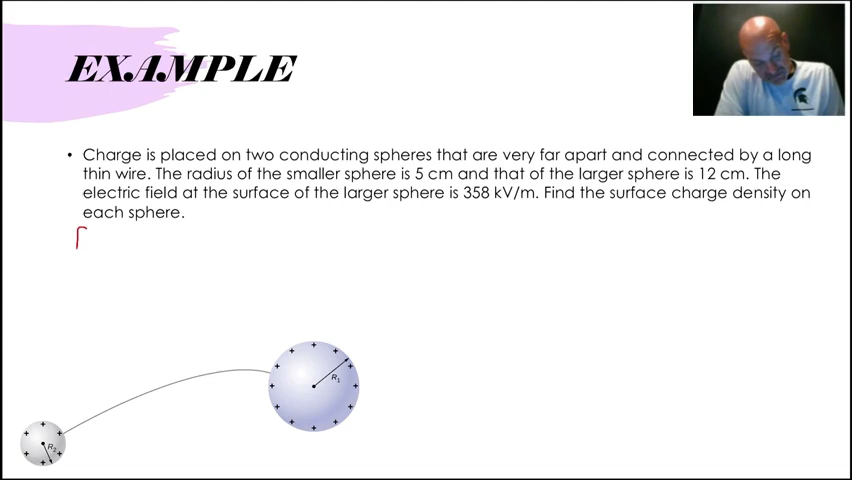 EXAMPLE
• Charge is placed on two conducting spheres that are very far apart and connected by a long
thin wire. The radius of the smaller sphere is 5 cm and that of the larger sphere is 12 cm. The
electric field at the surface of the larger sphere is 358 kV/m. Find the surface charge density on
each sphere.
R₁
R₂